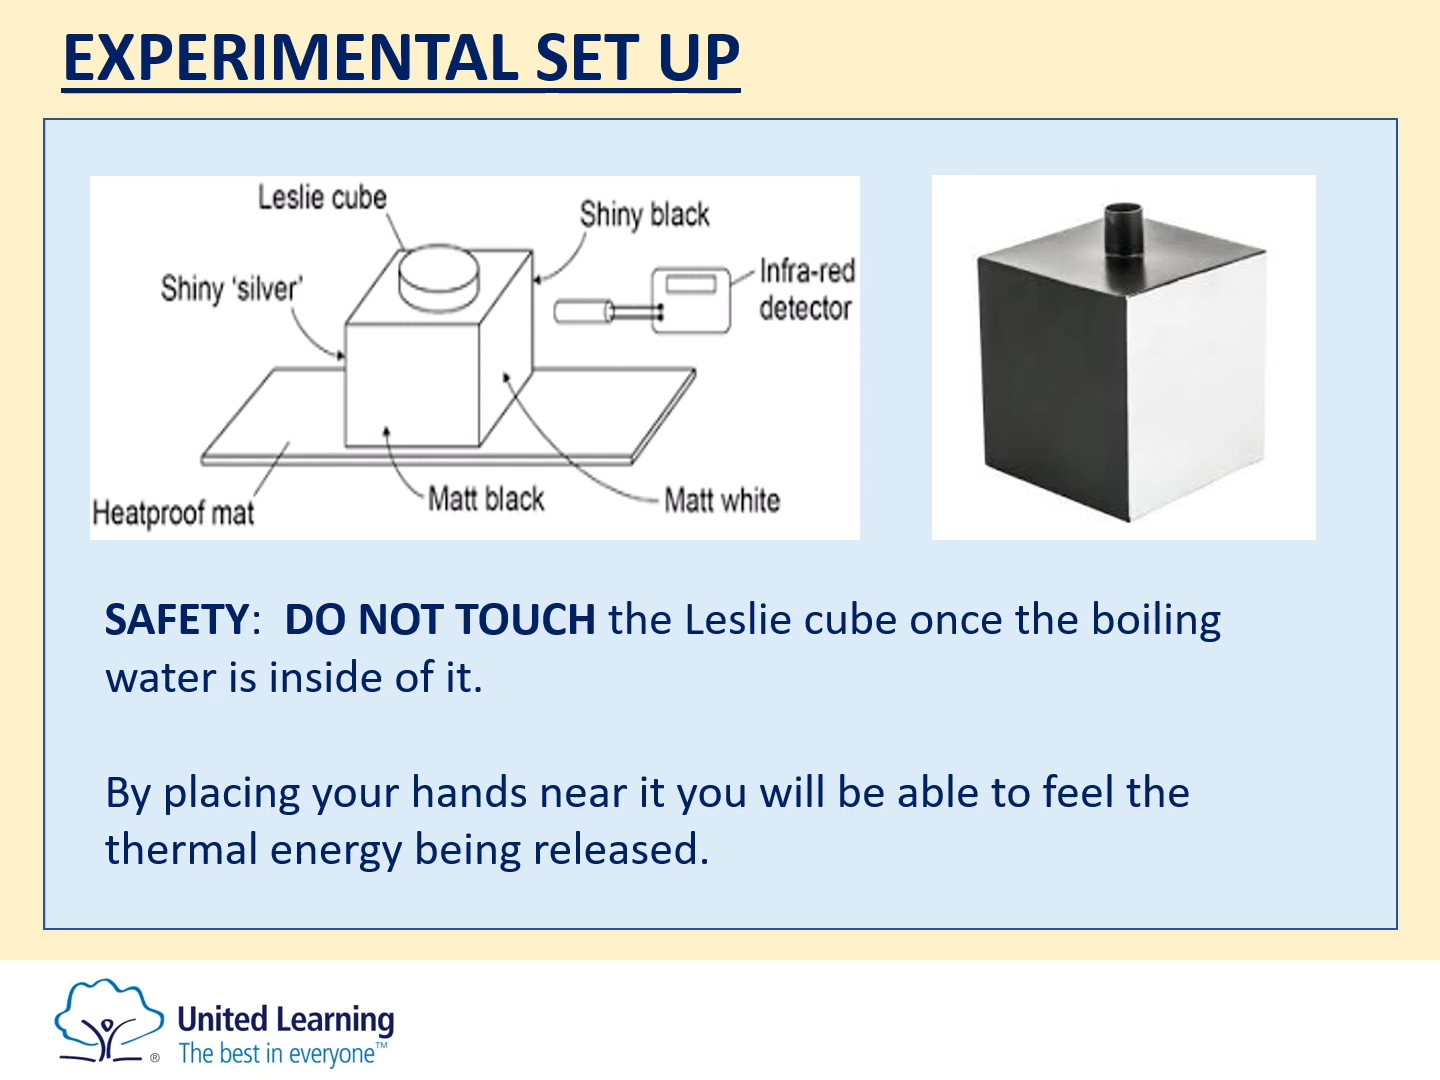 EXPERIMENTAL SET UP
Leslie cube
Shiny black
Shiny 'silver'
Infra-red
detector
Heatproof mat
Matt black
Matt white
SAFETY:  DO NOT TOUCH the Leslie cube once the boiling
water is inside of it.
By placing your hands near it you will be able to feel the
thermal energy being released.
United Learning
The best in everyone™
®